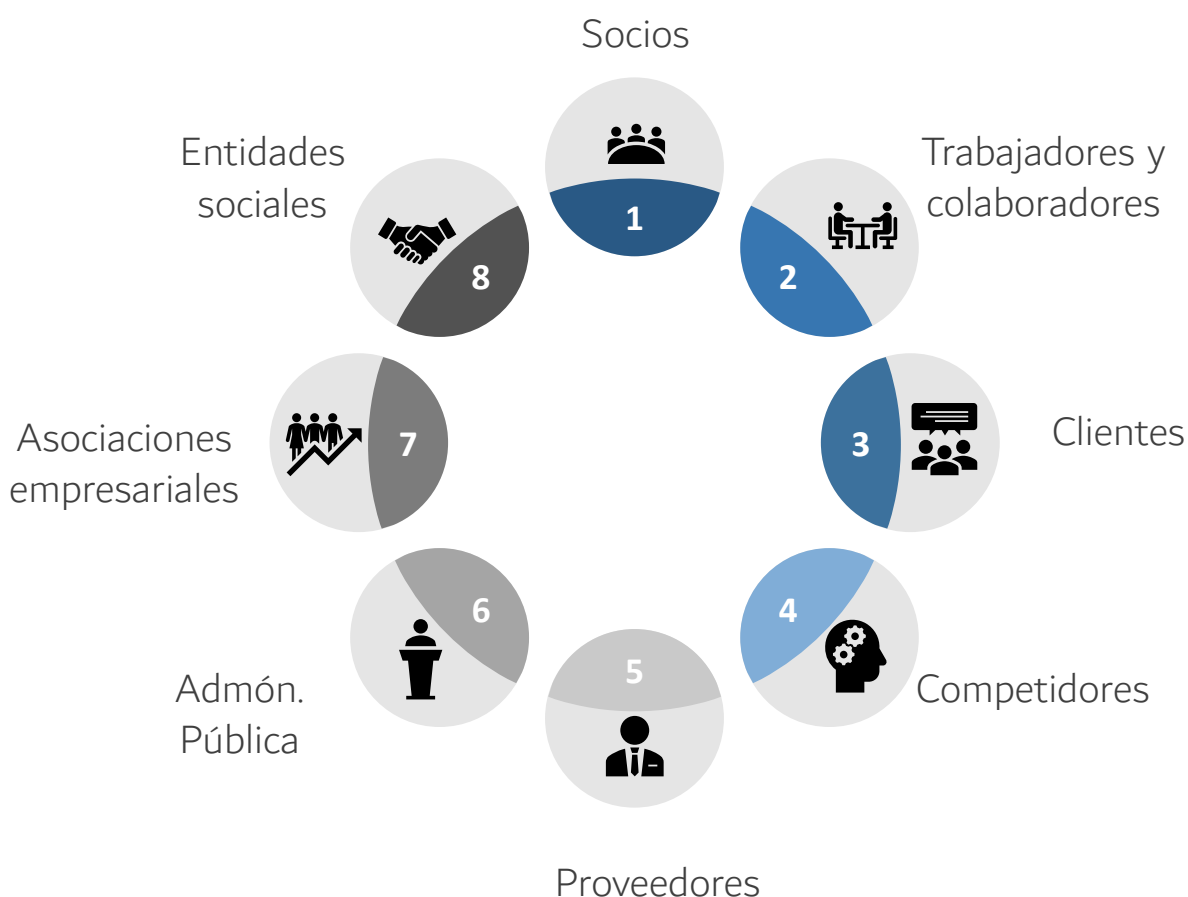 Socios
1
Trabajadores y
colaboradores
2
Clientes
3
Competidores
4
Proveedores
5
Admón.
Pública
6
Asociaciones
empresariales
7
Entidades
sociales
8